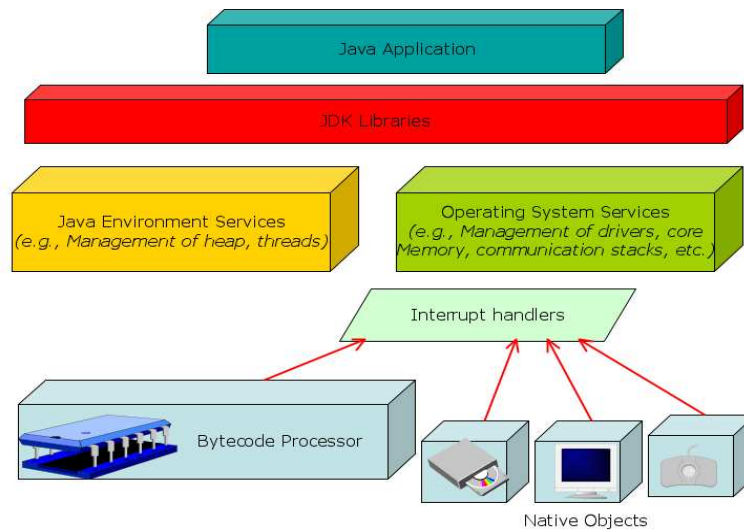 Java Application
JDK Libraries
Java Environment Services
(e.g., Management of heap, threads)
Operating System Services
(e.g., Management of drivers, core
Memory, communication stacks, etc.)
Interrupt handlers
Bytecode Processor
Native Objects